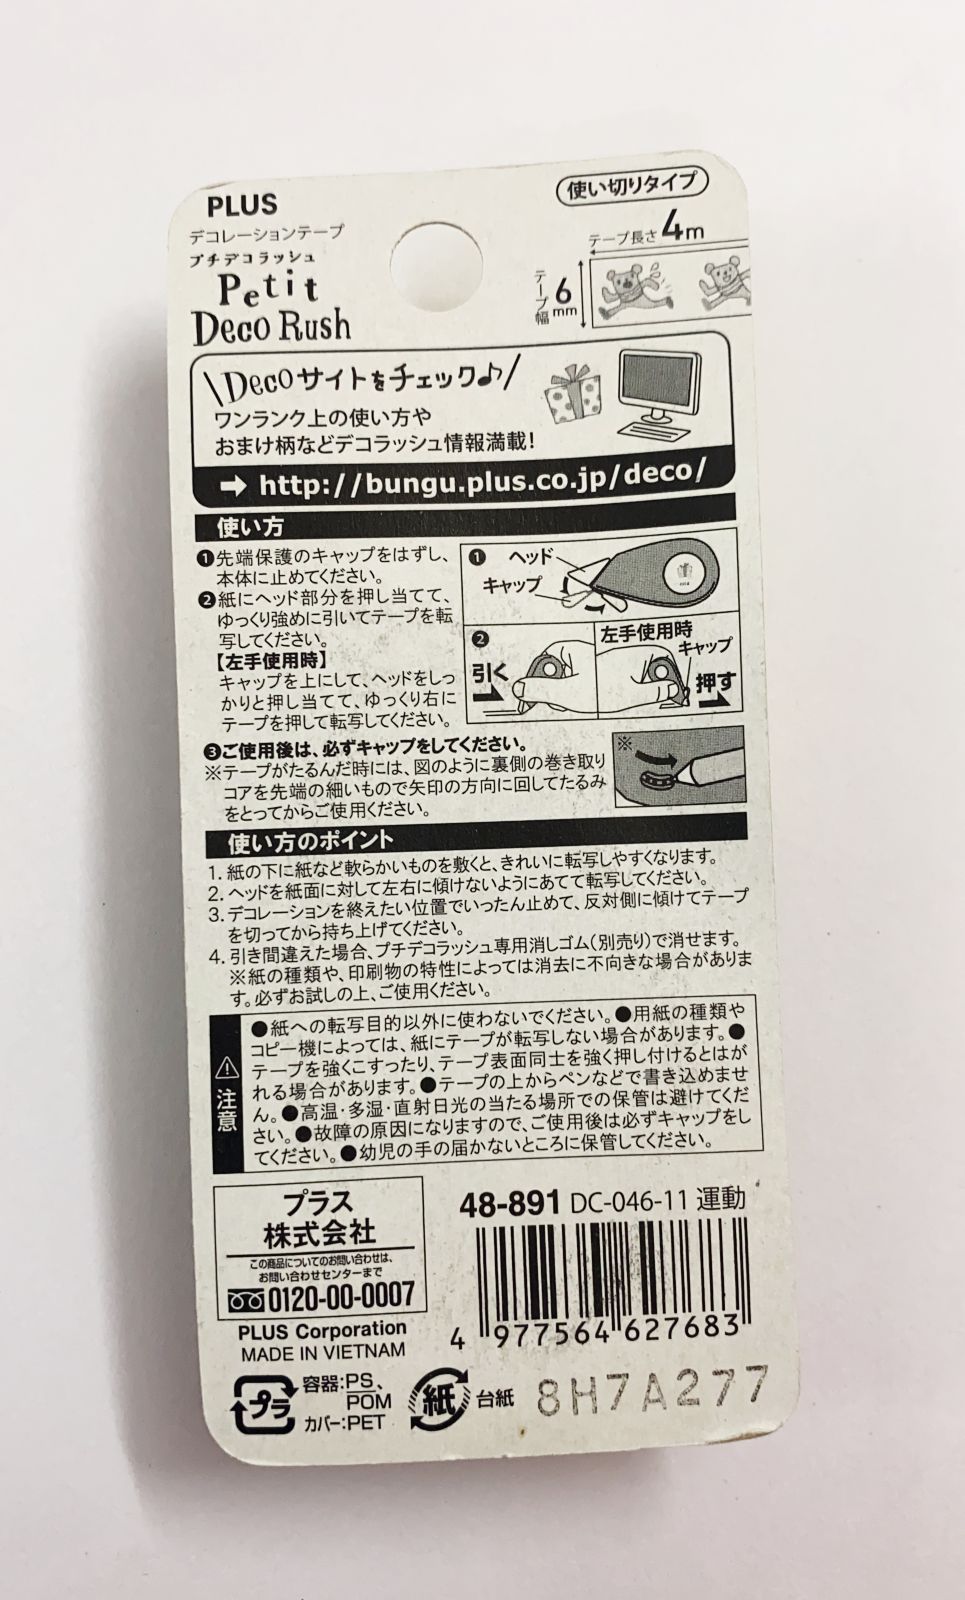 PLUS
使い切りタイプ
デコレーションテープ
プチデコラッシュ
Petit
Deco Rush
テープ長さ4m
テープ幅 6mm
\Decoサイトをチェック♪/
ワンランク上の使い方や
おまけ柄などデコラッシュ情報満載!
→ http://bungu.plus.co.jp/deco/
使い方
❶先端保護のキャップをはずし、
本体に止めてください。
❷紙にヘッド部分を押し当てて、
ゆっくり強めに引いてテープを転
写してください。
【左手使用時】
キャップを上にして、ヘッドをしっ
かりと押し当てて、ゆっくり右に
テープを押して転写してください。
❶ ヘッド
キャップ
❷
引く
左手使用時
キャップ
押す
❸ご使用後は、必ずキャップをしてください。
※テープがたるんだ時には、図のように裏側の巻き取り
コアを先端の細いもので矢印の方向に回してたるみ
をとってからご使用ください。
※
使い方のポイント
1. 紙の下に紙など軟らかいものを敷くと、きれいに転写しやすくなります。
2. ヘッドを紙面に対して左右に傾けないようにあてて転写してください。
3. デコレーションを終えたい位置でいったん止めて、反対側に傾けてテープ
を切ってから持ち上げてください。
4. 引き間違えた場合、プチデコラッシュ専用消しゴム(別売り)で消せます。
※紙の種類や、印刷物の特性によっては消去に不向きな場合がありま
す。必ずお試しの上、ご使用ください。
⚠注意
●紙への転写目的以外に使わないでください。●用紙の種類や
コピー機によっては、紙にテープが転写しない場合があります。●
テープを強くこすったり、テープ表面同士を強く押し付けるとはが
れる場合があります。●テープの上からペンなどで書き込めませ
ん。●高温・多湿・直射日光の当たる場所での保管は避けてくだ
さい。●故障の原因になりますので、ご使用後は必ずキャップをし
てください。●幼児の手の届かないところに保管してください。
プラス
株式会社
この商品についてのお問い合わせは、
お問い合わせセンターまで
0120-00-0007
PLUS Corporation
MADE IN VIETNAM
48-891 DC-046-11 運動
4 977564 627683
プラ
容器:PS、
POM
カバー:PET
紙
台紙
8H7A277